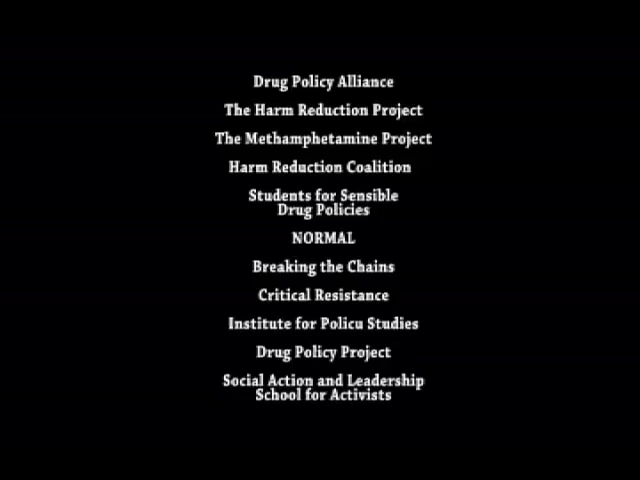 Drug Policy Alliance
The Harm Reduction Project
The Methamphetamine Project
Harm Reduction Coalition
Students for Sensible
Drug Policies
NORMAL
Breaking the Chains
Critical Resistance
Institute for Policu Studies
Drug Policy Project
Social Action and Leadership
School for Activists